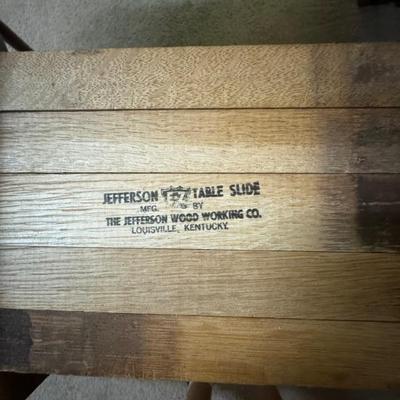 JEFFERSON TABLE SLIDE
MFG. BY
THE JEFFERSON WOOD WORKING CO.
LOUISVILLE, KENTUCKY.